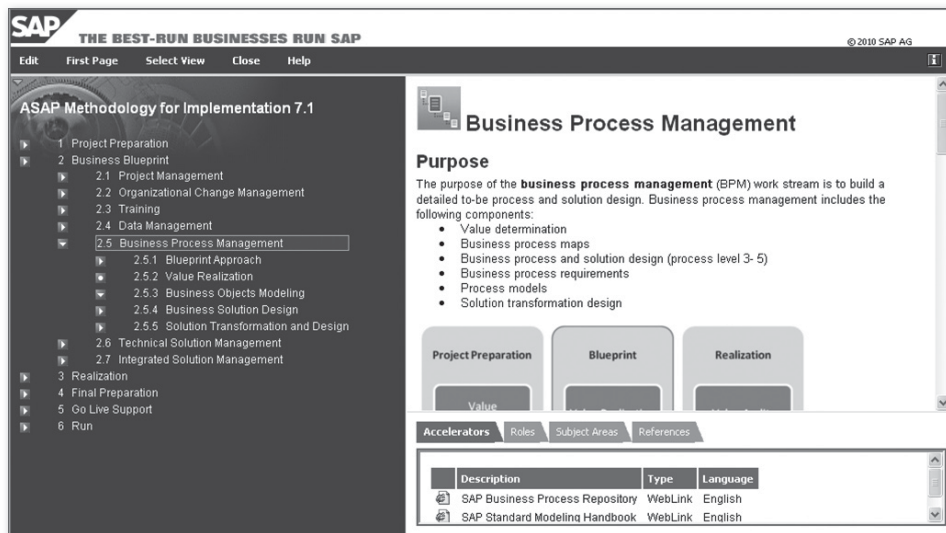 SAP
THE BEST-RUN BUSINESSES RUN SAP
© 2010 SAP AG
Edit First Page Select View Close Help
ASAP Methodology for Implementation 7.1
1 Project Preparation
2 Business Blueprint
2.1 Project Management
2.2 Organizational Change Management
2.3 Training
2.4 Data Management
2.5 Business Process Management
2.5.1 Blueprint Approach
2.5.2 Value Realization
2.5.3 Business Objects Modeling
2.5.4 Business Solution Design
2.5.5 Solution Transformation and Design
2.6 Technical Solution Management
2.7 Integrated Solution Management
3 Realization
4 Final Preparation
5 Go Live Support
6 Run
Business Process Management
Purpose
The purpose of the business process management (BPM) work stream is to build a
detailed to-be process and solution design. Business process management includes the
following components:
• Value determination
• Business process maps
• Business process and solution design (process level 3- 5)
• Business process requirements
• Process models
• Solution transformation design
Project Preparation Blueprint Realization
Value
Accelerators Roles Subject Areas References
Description Type Language
SAP Business Process Repository WebLink English
SAP Standard Modeling Handbook WebLink English